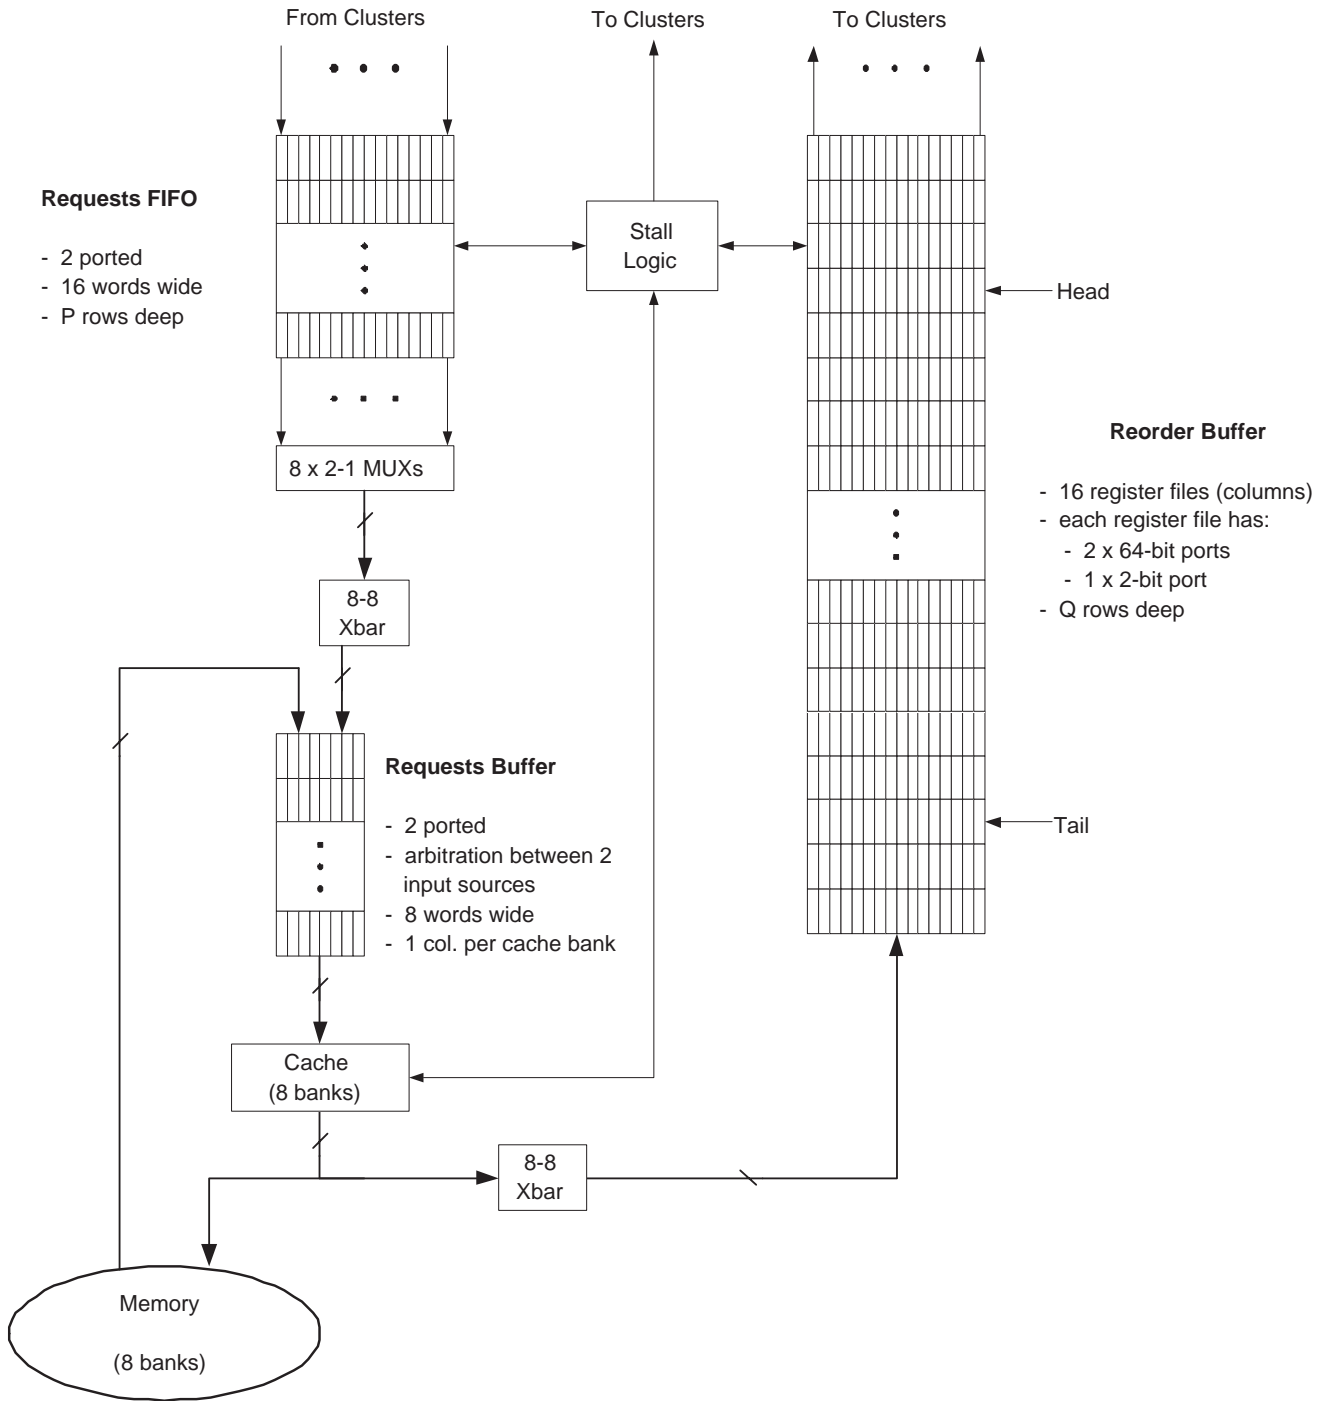 From Clusters
To Clusters
To Clusters
Requests FIFO
- 2 ported
- 16 words wide
- P rows deep
Stall
Logic
Head
8 x 2-1 MUXs
Reorder Buffer
- 16 register files (columns)
- each register file has:
- 2 x 64-bit ports
- 1 x 2-bit port
- Q rows deep
8-8
Xbar
Requests Buffer
- 2 ported
- arbitration between 2
input sources
- 8 words wide
- 1 col. per cache bank
Tail
Cache
(8 banks)
8-8
Xbar
Memory
(8 banks)